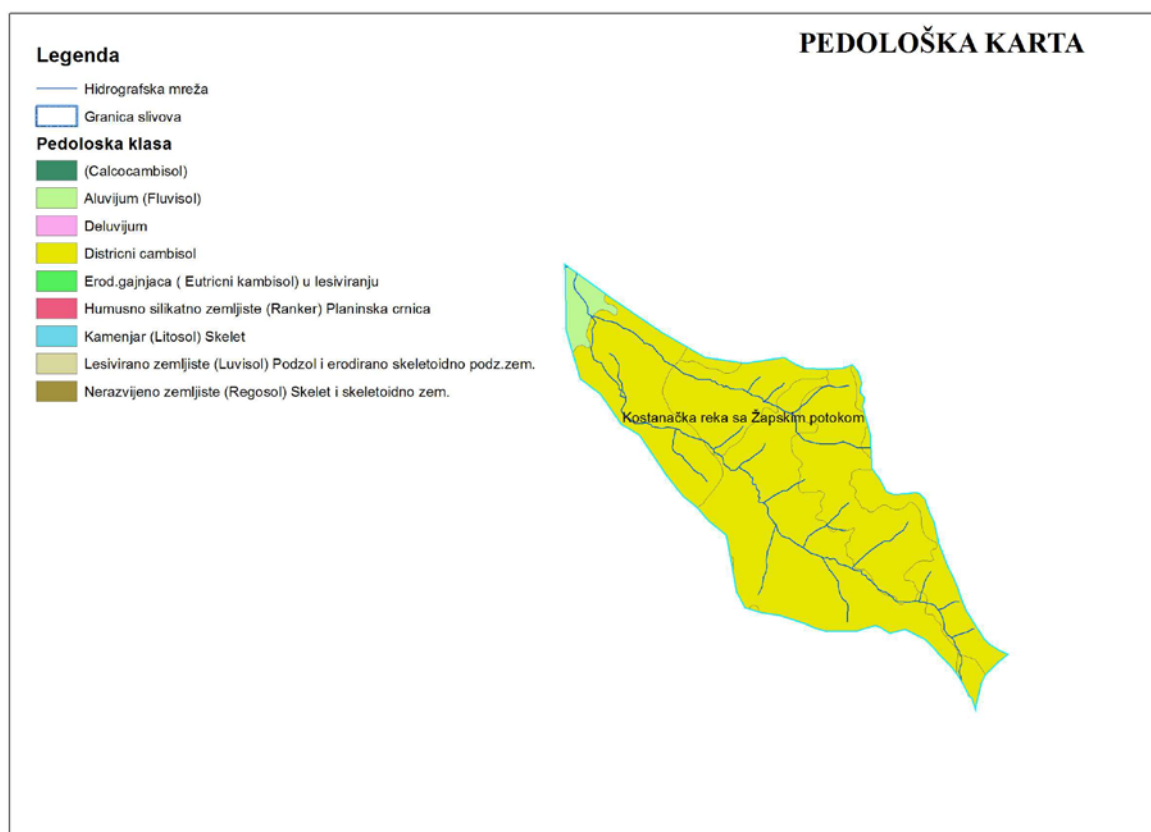 PEDOLOŠKA KARTA
Legenda
Hidrografska mreža
Granica slivova
Pedoloska klasa
(Calcocambisol)
Aluvijum (Fluvisol)
Deluvijum
Districni cambisol
Erod.gajnjaca ( Eutricni kambisol) u lesiviranju
Humusno silikatno zemljiste (Ranker) Planinska crnica
Kamenjar (Litosol) Skelet
Lesivirano zemljiste (Luvisol) Podzol i erodirano skeletoidno podz.zem.
Nerazvijeno zemljiste (Regosol) Skelet i skeletoidno zem.
Kostanačka reka sa Žapskim potokom